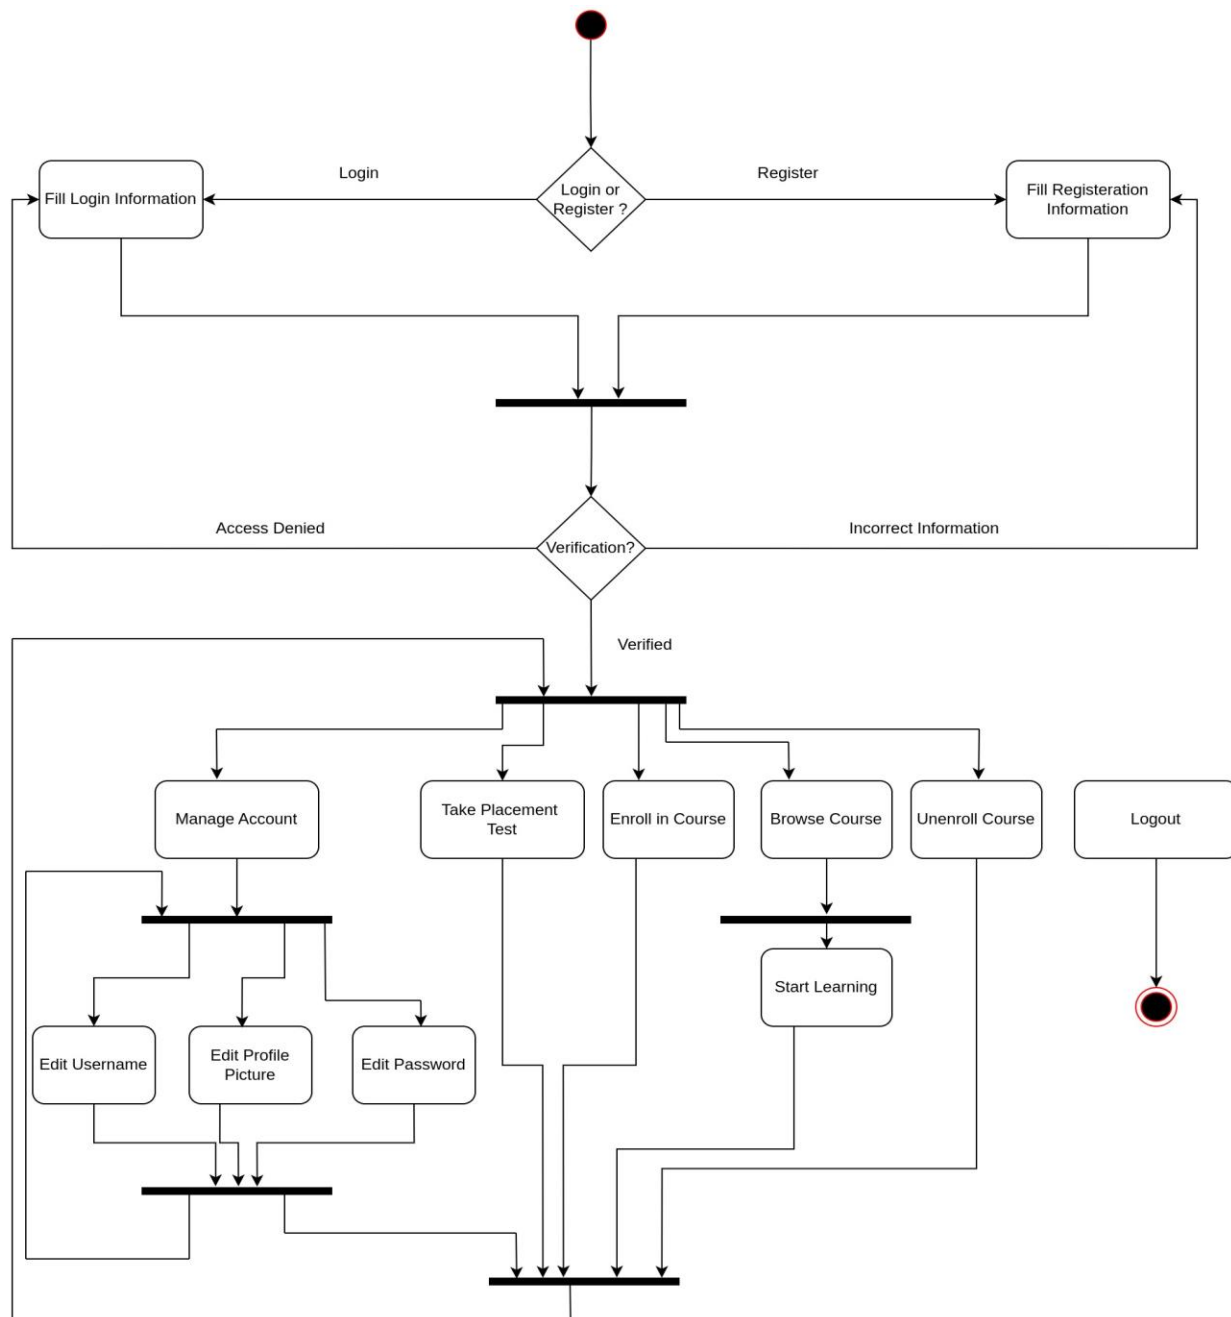 Login
Register
Login or
Register ?
Fill Login Information
Fill Registeration
Information
Access Denied
Incorrect Information
Verification?
Verified
Manage Account
Take Placement
Test
Enroll in Course
Browse Course
Unenroll Course
Logout
Start Learning
Edit Username
Edit Profile
Picture
Edit Password